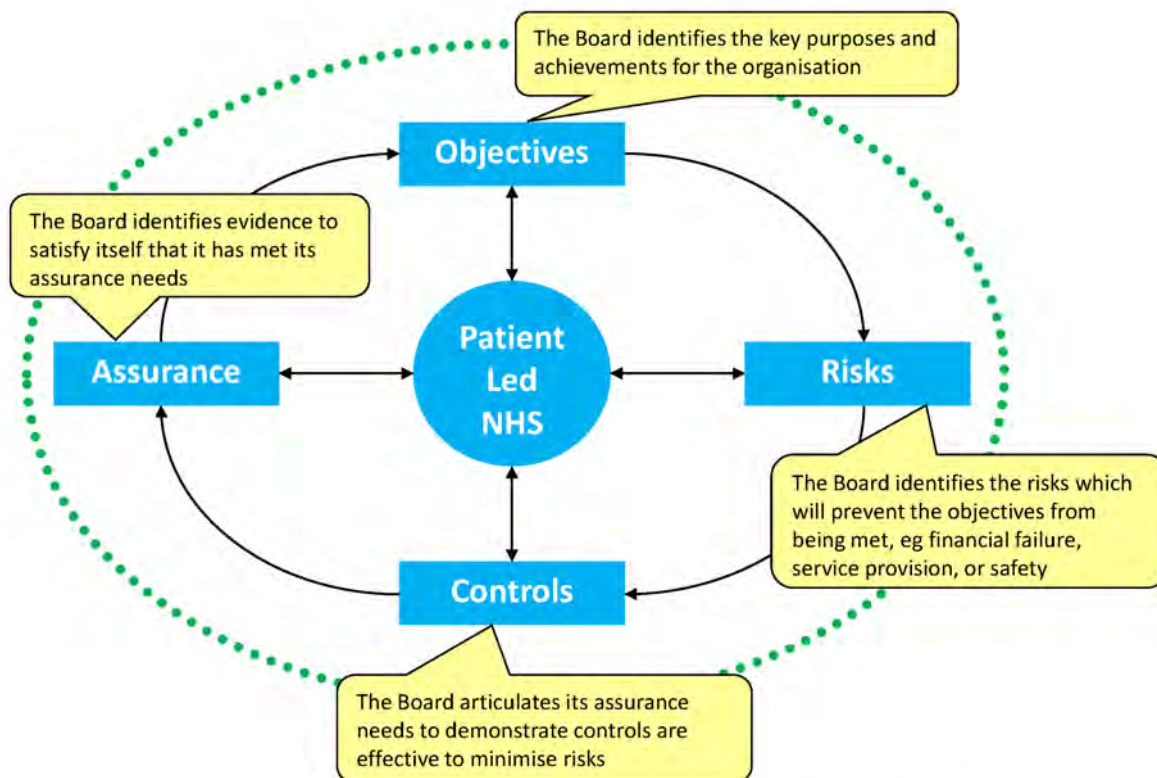 The Board identifies the key purposes and
achievements for the organisation
Objectives
The Board identifies evidence to
satisfy itself that it has met its
assurance needs
Patient
Led
NHS
Assurance
Risks
The Board identifies the risks which
will prevent the objectives from
being met, eg financial failure,
service provision, or safety
Controls
The Board articulates its assurance
needs to demonstrate controls are
effective to minimise risks